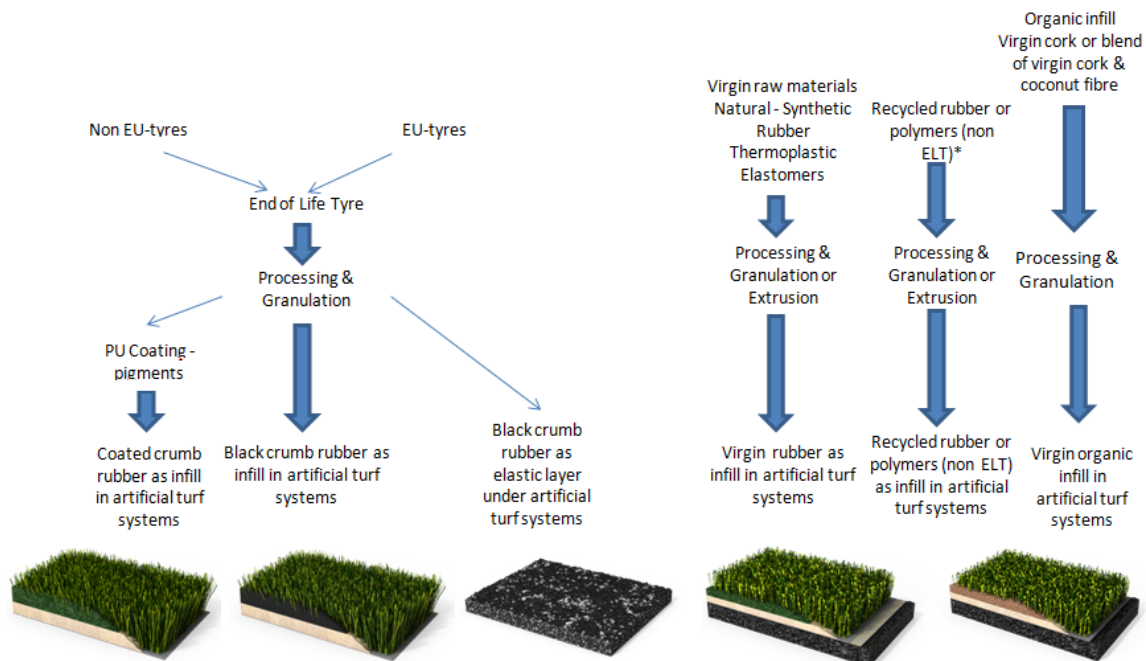 Non EU-tyres
EU-tyres
End of Life Tyre
Processing &
Granulation
PU Coating -
pigments
Coated crumb
rubber as infill
in artificial turf
systems
Black crumb rubber as
infill in artificial turf
systems
Black crumb
rubber as
elastic layer
under artificial
turf systems
Virgin raw materials
Natural - Synthetic
Rubber
Thermoplastic
Elastomers
Processing &
Granulation or
Extrusion
Virgin rubber as
infill in artificial turf
systems
Recycled rubber or
polymers (non
ELT)*
Processing &
Granulation or
Extrusion
Recycled rubber or
polymers (non ELT)
as infill in artificial
turf systems
Organic infill
Virgin cork or blend
of virgin cork &
coconut fibre
Processing &
Granulation
Virgin organic
infill in
artificial turf
systems